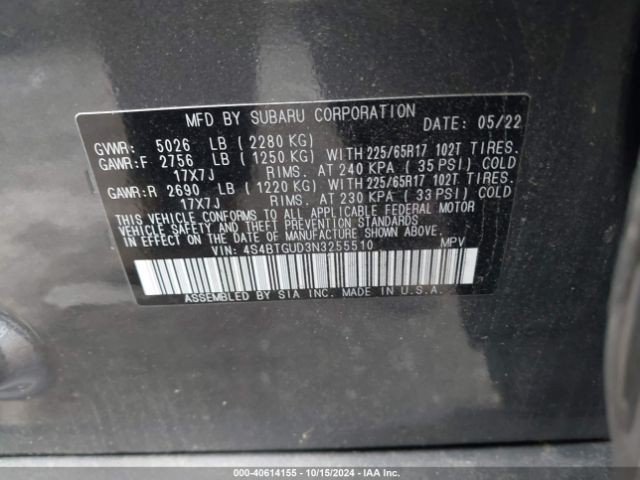 MFD BY SUBARU CORPORATION DATE: 05/22
GVWR: 5026 LB ( 2280 KG)
GAWR:F 2756 LB ( 1250 KG) WITH 225/65R17 102T TIRES.
17X7J RIMS. AT 240 KPA ( 35 PSI) COLD
GAWR:R 2690 LB ( 1220 KG) WITH 225/65R17 102T TIRES.
17X7J RIMS. AT 230 KPA ( 33 PSI) COLD
THIS VEHICLE CONFORMS TO ALL APPLICABLE FEDERAL MOTOR
VEHICLE SAFETY AND THEFT PREVENTION STANDARDS
IN EFFECT ON THE DATE OF MANUFACTURE SHOWN ABOVE.
VIN: 4S4BTGUD3N3255510 MPV
ASSEMBLED BY SIA INC. MADE IN U.S.A.
000-40614155 - 10/15/2024 - IAA Inc.